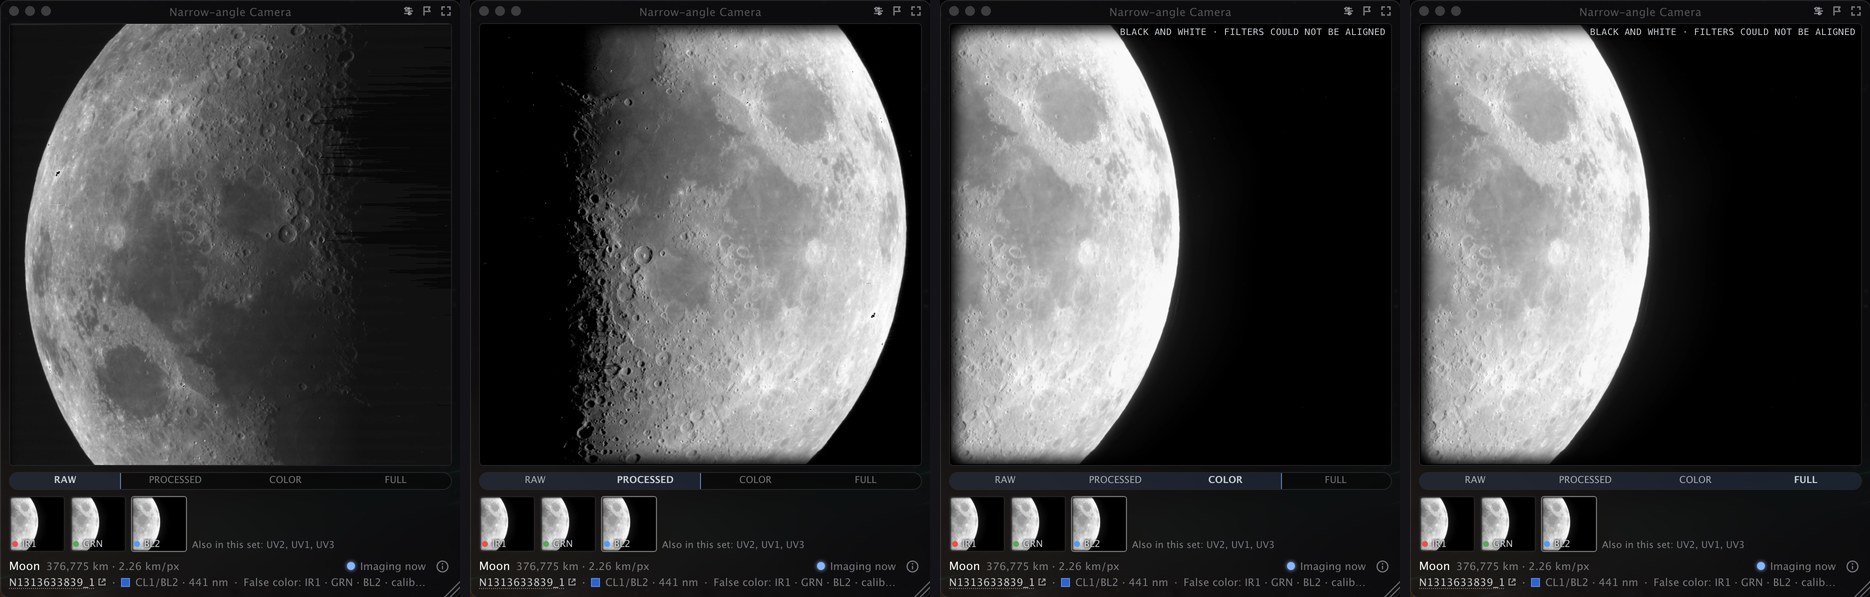 Narrow-angle Camera
RAW PROCESSED COLOR FULL
IR1 GRN BL2 Also in this set: UV2, UV1, UV3
Moon 376,775 km · 2.26 km/px Imaging now
N1313633839_1 · CL1/BL2 · 441 nm · False color: IR1 · GRN · BL2 · calib…
Narrow-angle Camera
RAW PROCESSED COLOR FULL
IR1 GRN BL2 Also in this set: UV2, UV1, UV3
Moon 376,775 km · 2.26 km/px Imaging now
N1313633839_1 · CL1/BL2 · 441 nm · False color: IR1 · GRN · BL2 · calib…
Narrow-angle Camera
BLACK AND WHITE · FILTERS COULD NOT BE ALIGNED
RAW PROCESSED COLOR FULL
IR1 GRN BL2 Also in this set: UV2, UV1, UV3
Moon 376,775 km · 2.26 km/px Imaging now
N1313633839_1 · CL1/BL2 · 441 nm · False color: IR1 · GRN · BL2 · calib…
Narrow-angle Camera
BLACK AND WHITE · FILTERS COULD NOT BE ALIGNED
RAW PROCESSED COLOR FULL
IR1 GRN BL2 Also in this set: UV2, UV1, UV3
Moon 376,775 km · 2.26 km/px Imaging now
N1313633839_1 · CL1/BL2 · 441 nm · False color: IR1 · GRN · BL2 · calib…